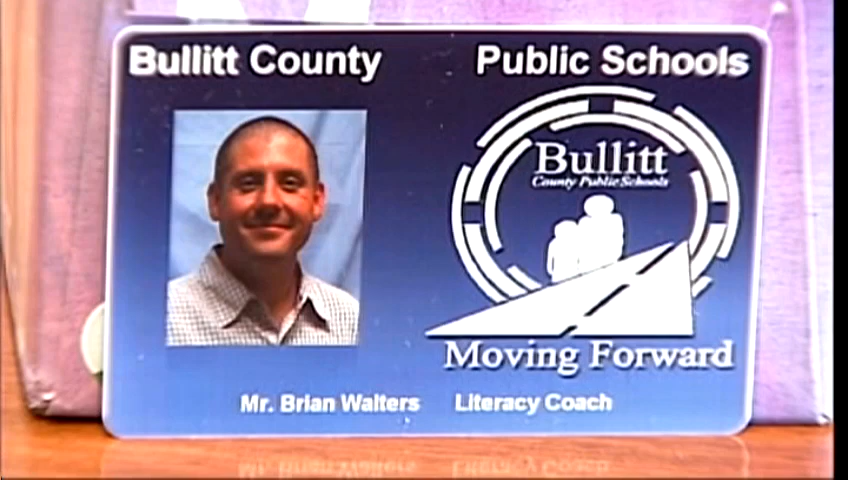 Bullitt County Public Schools
Bullitt
County Public Schools
Moving Forward
Mr. Brian Walters Literacy Coach